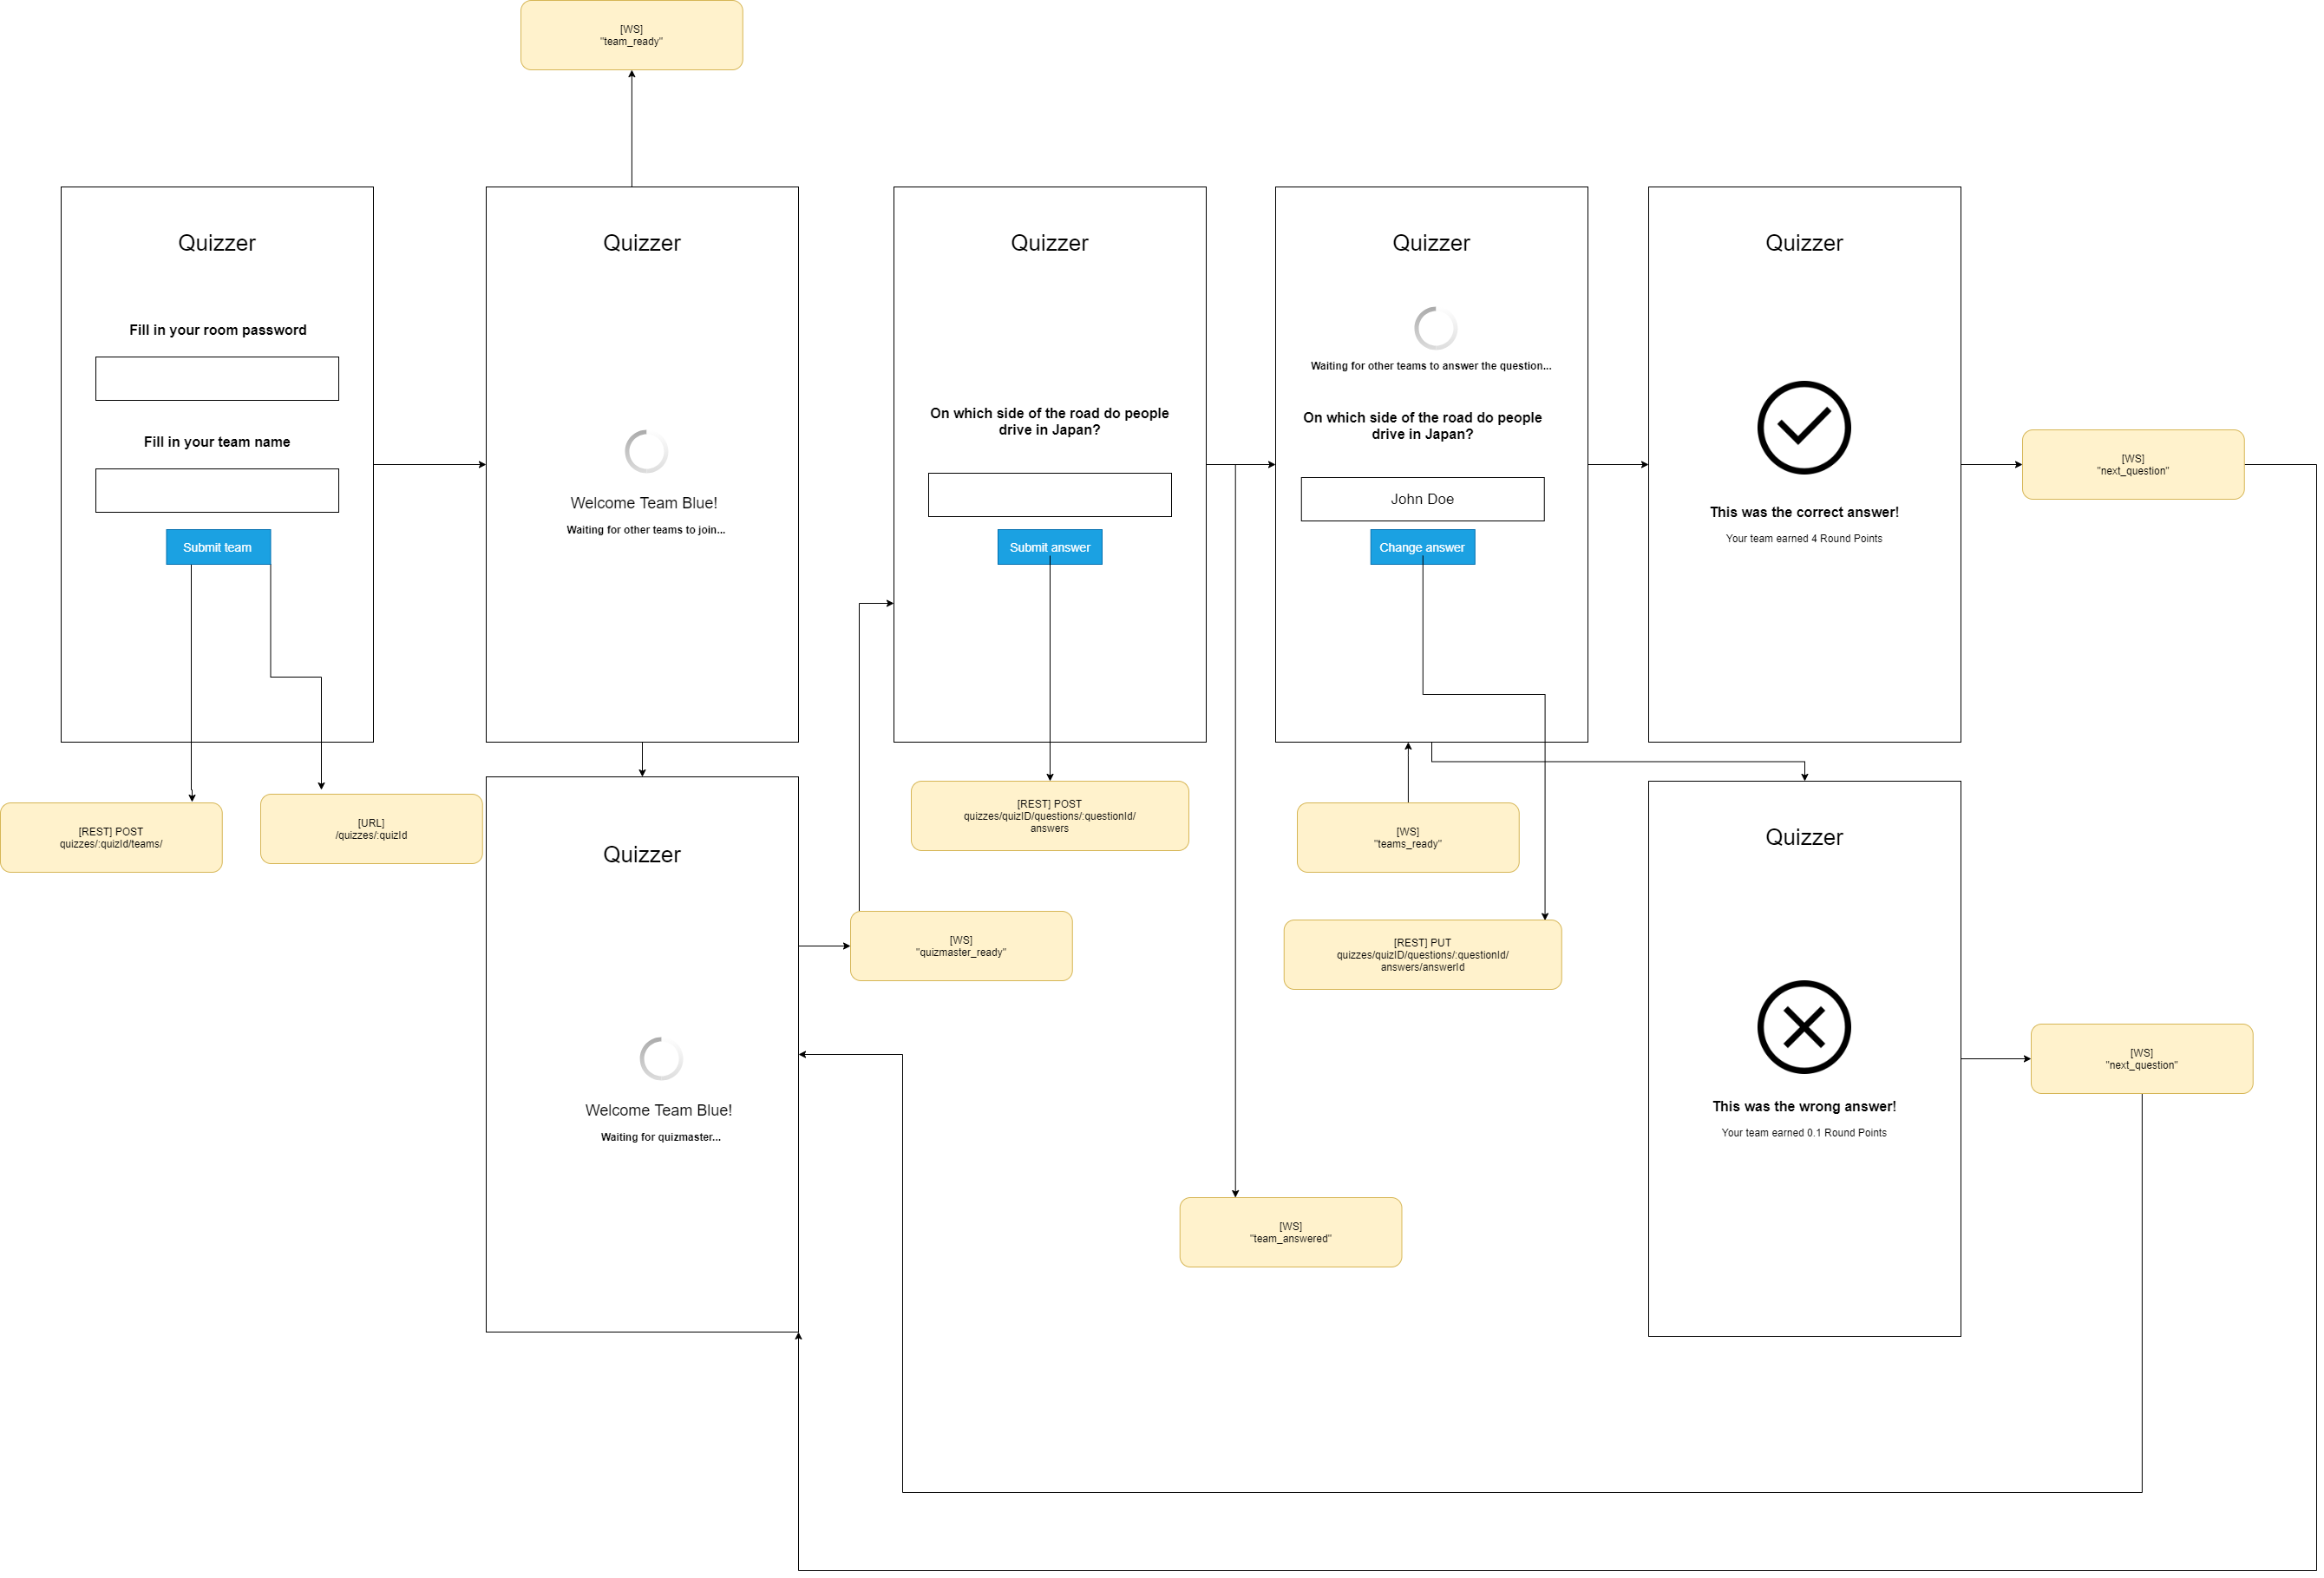 [WS]
"team_ready"
Quizzer
Fill in your room password
Fill in your team name
Submit team
[REST] POST
quizzes/:quizId/teams/
[URL]
/quizzes/:quizId
Quizzer
Welcome Team Blue!
Waiting for other teams to join...
Quizzer
Welcome Team Blue!
Waiting for quizmaster...
[WS]
"quizmaster_ready"
Quizzer
On which side of the road do people
drive in Japan?
Submit answer
[REST] POST
quizzes/quizID/questions/:questionId/
answers
Quizzer
Waiting for other teams to answer the question...
On which side of the road do people
drive in Japan?
John Doe
Change answer
[WS]
"teams_ready"
[REST] PUT
quizzes/quizID/questions/:questionId/
answers/answerId
[WS]
"team_answered"
Quizzer
This was the correct answer!
Your team earned 4 Round Points
[WS]
"next_question"
Quizzer
This was the wrong answer!
Your team earned 0.1 Round Points
[WS]
"next_question"